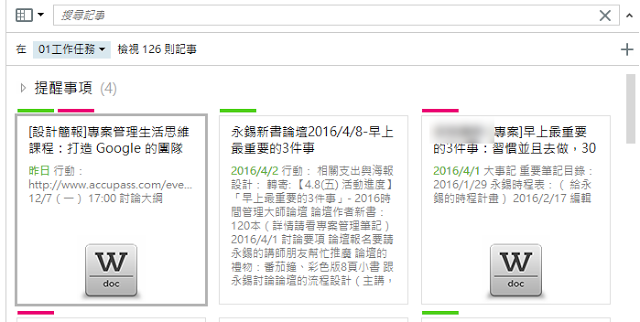 搜尋記事
在 01工作任務 檢視 126 則記事
提醒事項 (4)
[設計簡報]專案管理生活思維
課程：打造 Google 的團隊
昨日 行動：
http://www.accupass.com/eve...
12/7（一） 17:00 討論大綱
W
doc
永錫新書論壇2016/4/8-早上
最重要的3件事
2016/4/2 行動： 相關支出與海報
設計： 轉寄: 【4.8(五) 活動進度】
「早上最重要的3件事」- 2016時
間管理大師論壇 論壇作者新書：
120本（詳情請看專案管理筆記）
2016/4/1 討論要項 論壇報名要請
永錫的講師朋友幫忙推廣 論壇的
禮物：番茄鐘、彩色版8頁小書 跟
永錫討論論壇的流程設計（主講，
專案]早上最重要
的3件事：習慣並且去做，30
2016/4/1 大事記 重要筆記目錄：
2016/1/29 永錫時程表：（ 給永
錫的時程計畫） 2016/2/17 編輯
W
doc